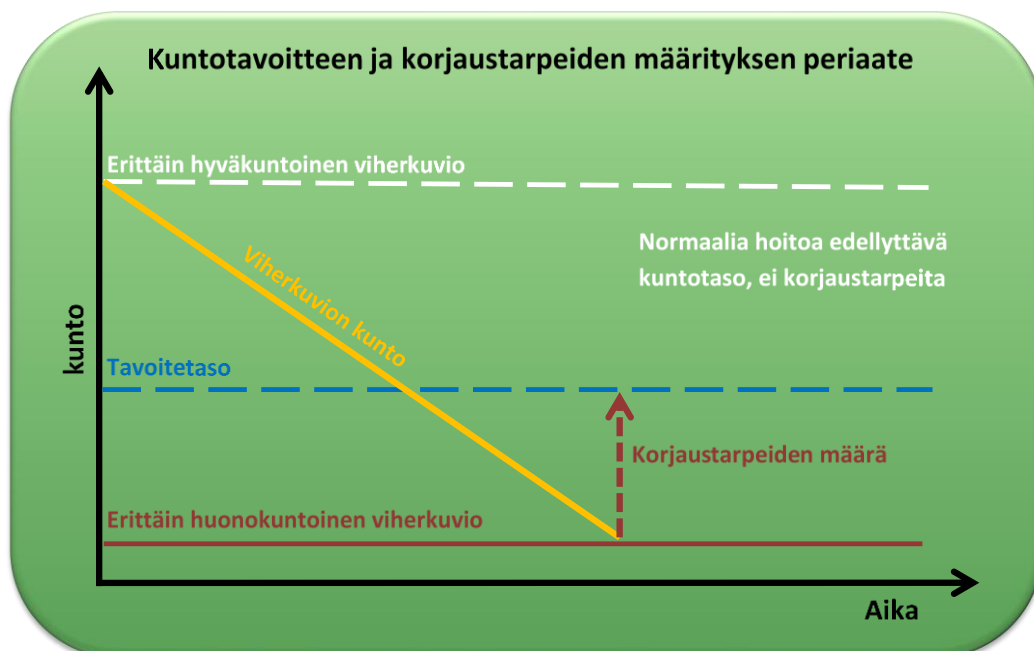 Kuntotavoitteen ja korjaustarpeiden määrityksen periaate
Erittäin hyväkuntoinen viherkuvio
Normaalia hoitoa edellyttävä
kuntotaso, ei korjaustarpeita
Viherkuvion kunto
kunto
Tavoitetaso
Korjaustarpeiden määrä
Erittäin huonokuntoinen viherkuvio
Aika